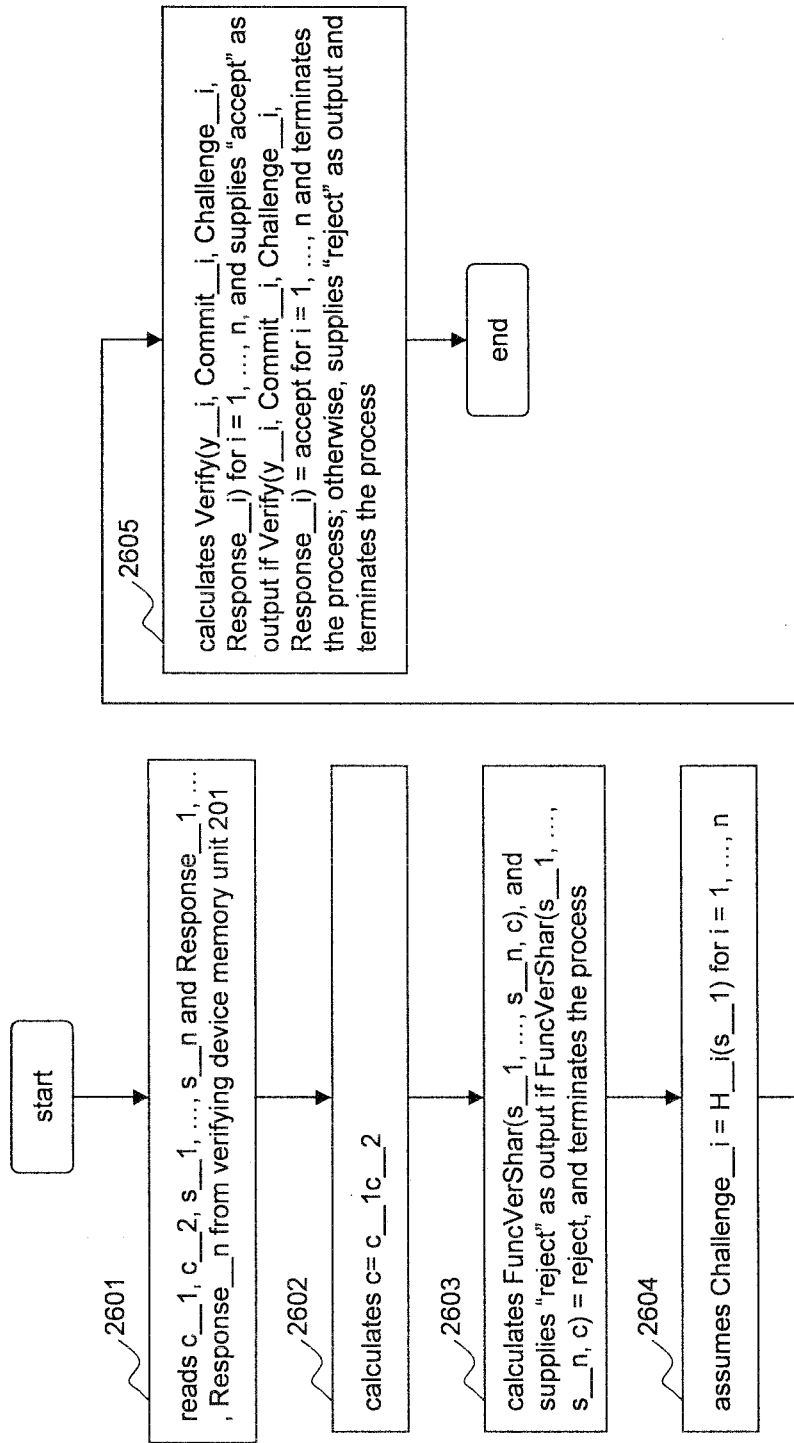 start
2601
reads c__1, c__2, s__1, …, s__n and Response__1, …
, Response__n from verifying device memory unit 201
2602
calculates c= c__1c__2
2603
calculates FuncVerShar(s__1, …, s__n, c), and
supplies “reject” as output if FuncVerShar(s__1, …,
s__n, c) = reject, and terminates the process
2604
assumes Challenge__i = H__i(s__1) for i = 1, …, n
2605
calculates Verify(y__i, Commit__i, Challenge__i,
Response__i) for i = 1, …, n, and supplies “accept” as
output if Verify(y__i, Commit__i, Challenge__i,
Response__i) = accept for i = 1, …, n and terminates
the process; otherwise, supplies “reject” as output and
terminates the process
end